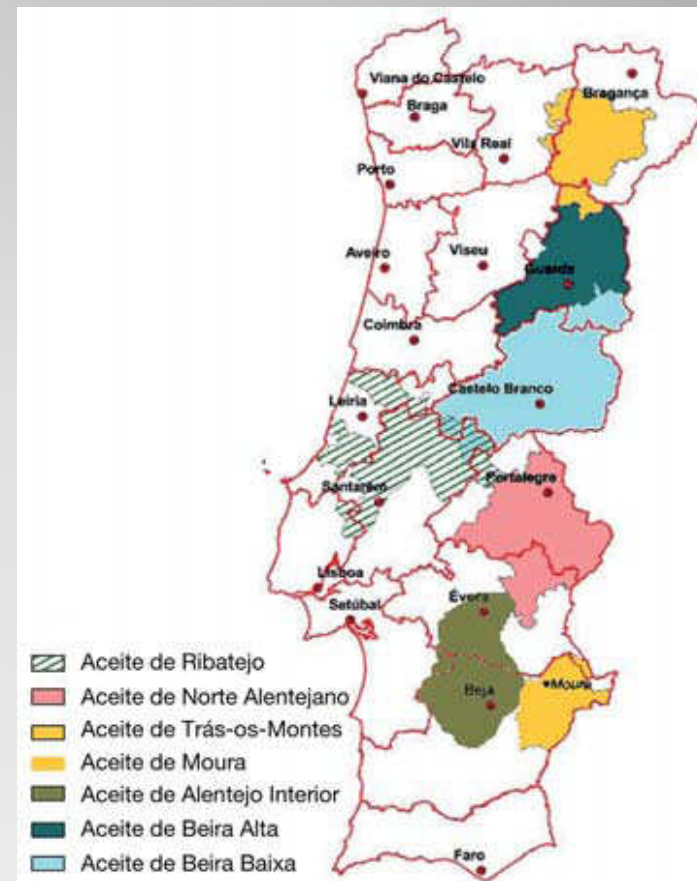 Viana do Castelo
Bragança
Braga
Vila Real
Porto
Aveiro
Viseu
Guarda
Coimbra
Leiria
Castelo Branco
Santarém
Portalegre
Lisboa
Setúbal
Évora
Moura
Beja
Faro
Aceite de Ribatejo
Aceite de Norte Alentejano
Aceite de Trás-os-Montes
Aceite de Moura
Aceite de Alentejo Interior
Aceite de Beira Alta
Aceite de Beira Baixa